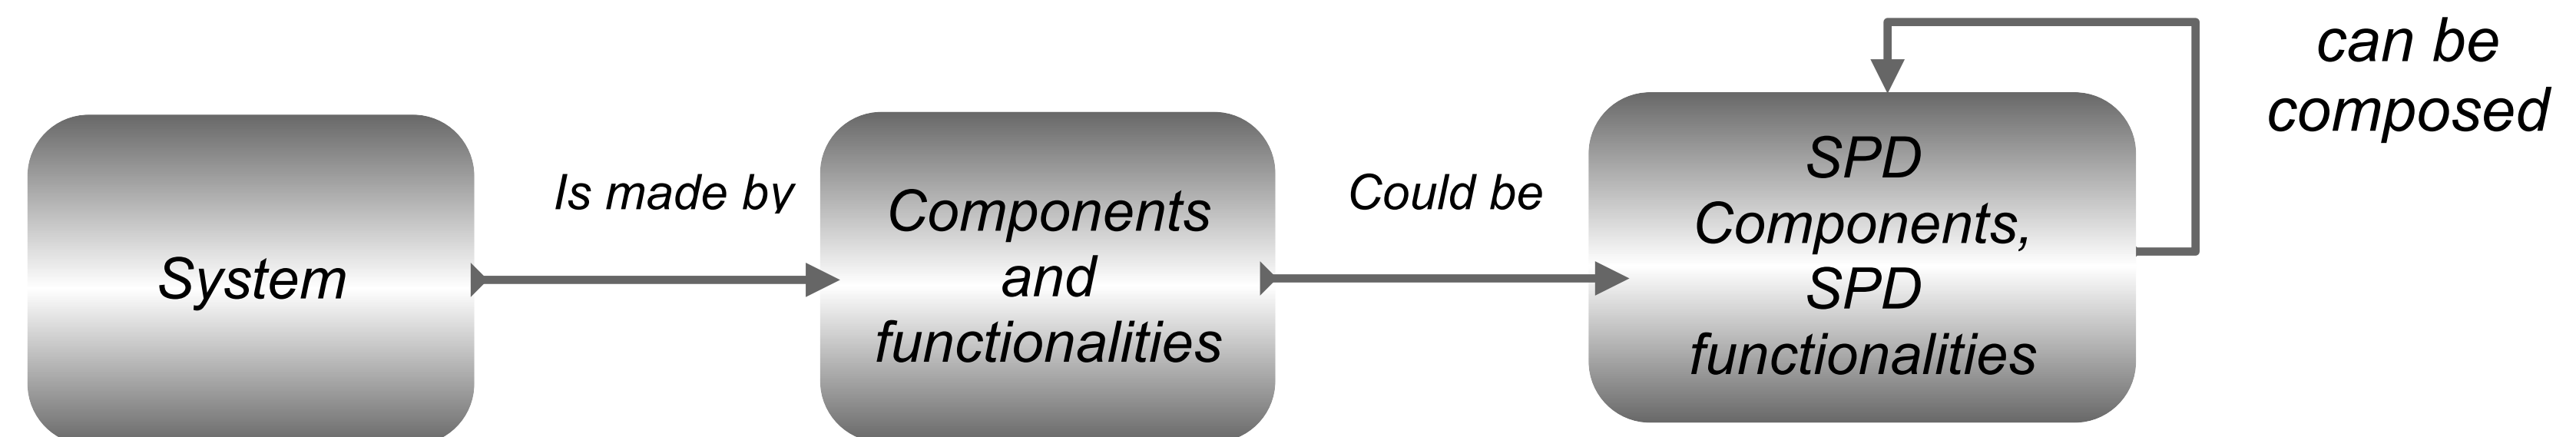 System
Is made by
Components
and
functionalities
Could be
SPD
Components,
SPD
functionalities
can be
composed